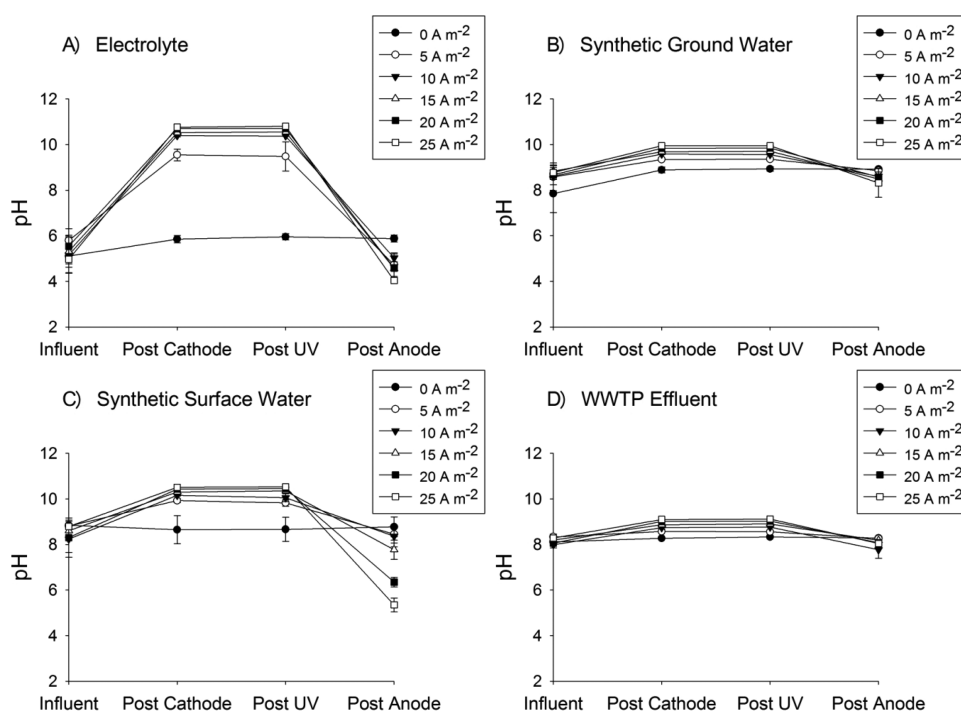 A) Electrolyte
0 A m-2
5 A m-2
10 A m-2
15 A m-2
20 A m-2
25 A m-2
12
10
8
6
4
2
pH
Influent Post Cathode Post UV Post Anode
B) Synthetic Ground Water
0 A m-2
5 A m-2
10 A m-2
15 A m-2
20 A m-2
25 A m-2
12
10
8
6
4
2
pH
Influent Post Cathode Post UV Post Anode
C) Synthetic Surface Water
0 A m-2
5 A m-2
10 A m-2
15 A m-2
20 A m-2
25 A m-2
12
10
8
6
4
2
pH
Influent Post Cathode Post UV Post Anode
D) WWTP Effluent
0 A m-2
5 A m-2
10 A m-2
15 A m-2
20 A m-2
25 A m-2
12
10
8
6
4
2
pH
Influent Post Cathode Post UV Post Anode